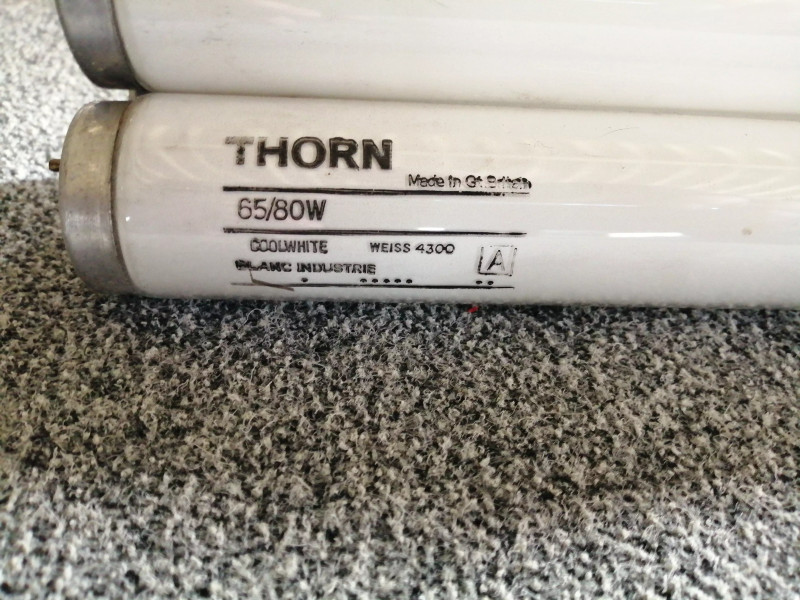 THORN
Made in Gt. Britain
65/80W
COOLWHITE WEISS 4300 A
BLANC INDUSTRIE